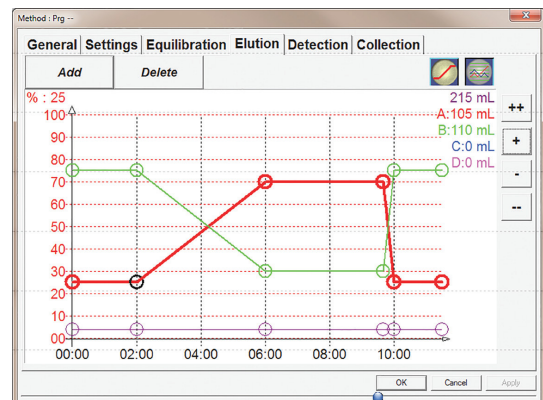 Method : Prg --
General Settings Equilibration Elution Detection Collection
Add Delete
% : 25
215 mL
A:105 mL
B:110 mL
C:0 mL
D:0 mL
++
+
-
--
100
90
80
70
60
50
40
30
20
10
00
00:00 02:00 04:00 06:00 08:00 10:00
OK Cancel Apply